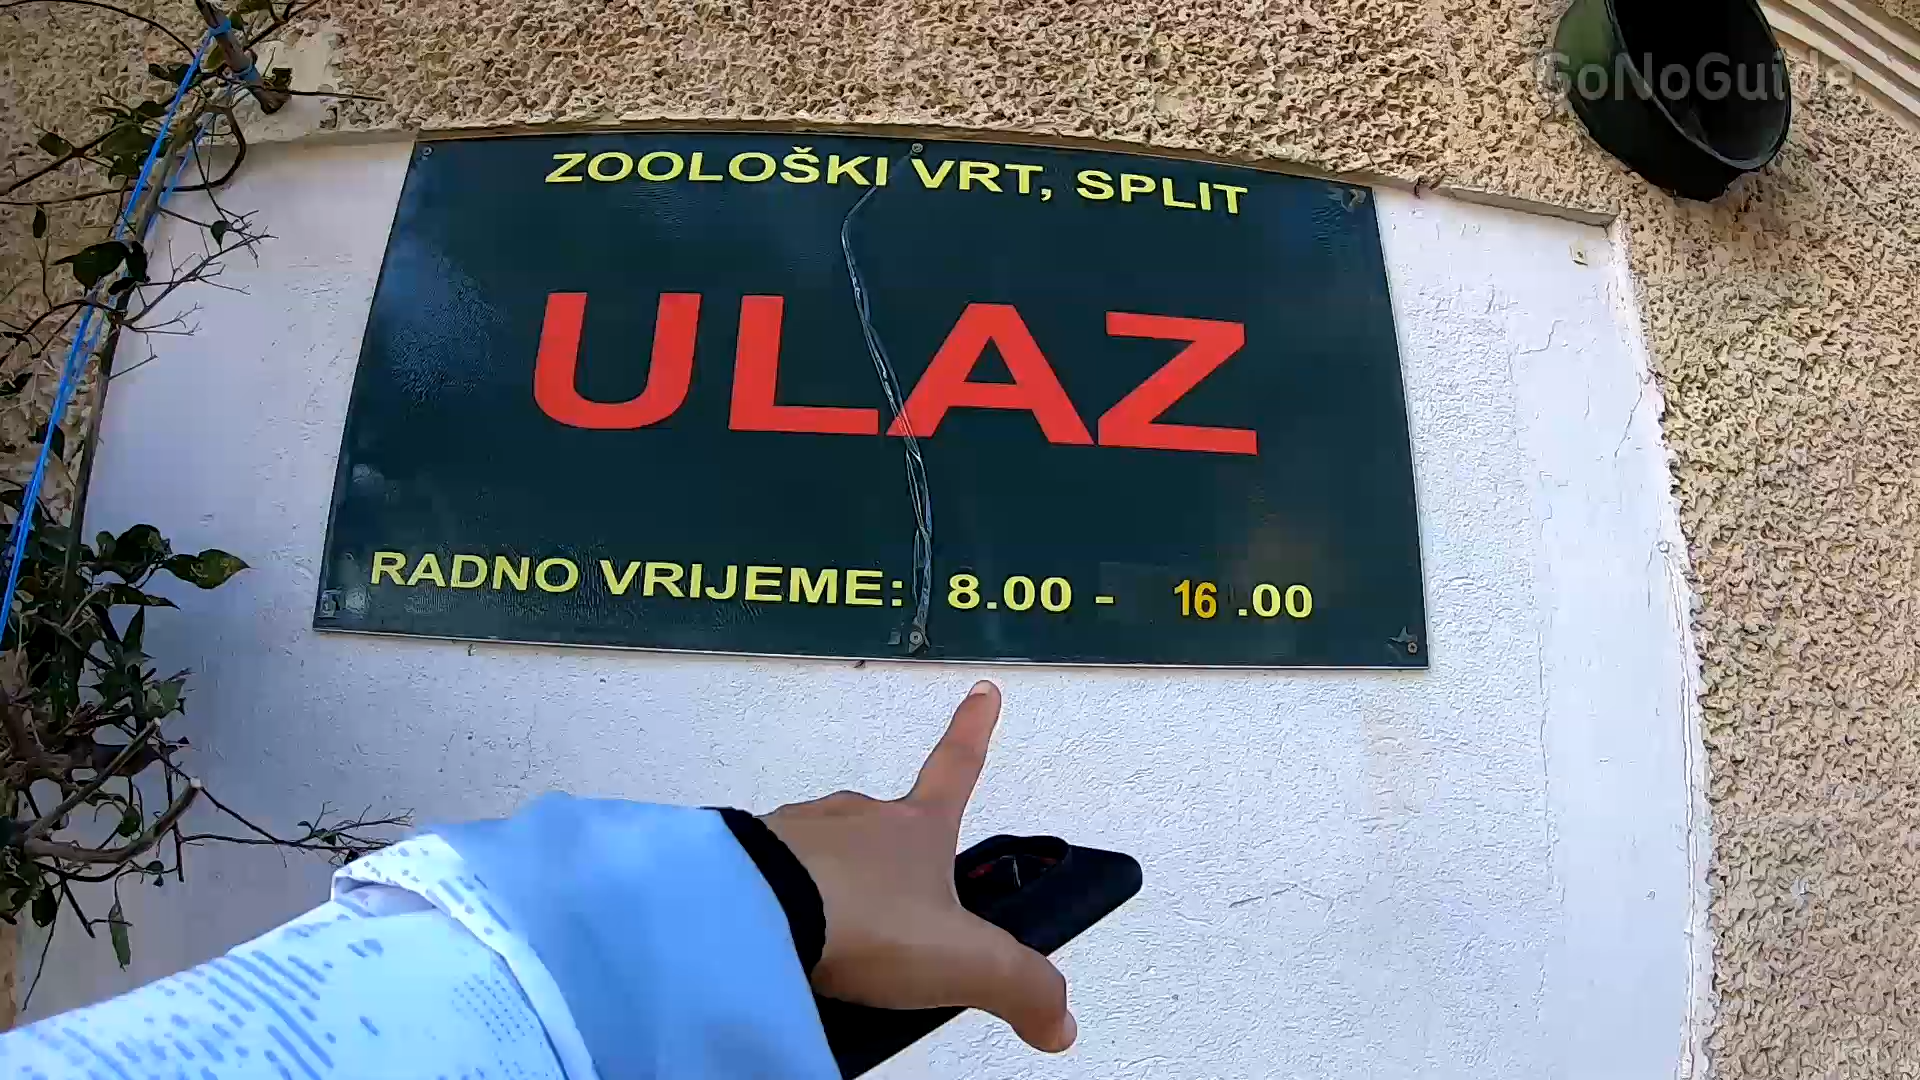 GoNoGuide
ZOOLOŠKI VRT, SPLIT
ULAZ
RADNO VRIJEME: 8.00 - 16.00